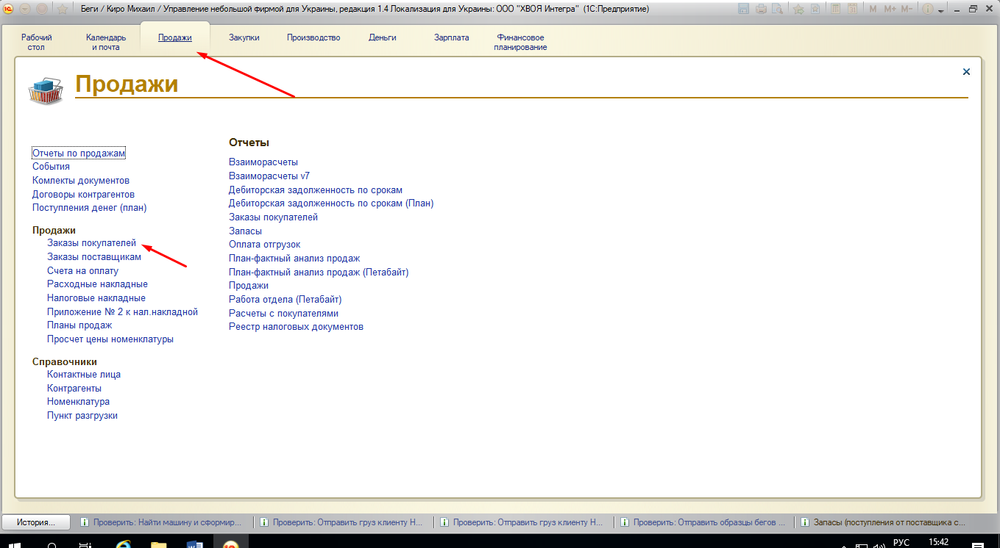 Беги / Киро Михаил / Управление небольшой фирмой для Украины, редакция 1.4 Локализация для Украины: ООО "ХВОЯ Интегра" (1С:Предприятие)
M M+ M-
Рабочий стол
Календарь и почта
Продажи
Закупки
Производство
Деньги
Зарплата
Финансовое планирование
Продажи
Отчеты по продажам
События
Комлекты документов
Договоры контрагентов
Поступления денег (план)
Продажи
Заказы покупателей
Заказы поставщикам
Счета на оплату
Расходные накладные
Налоговые накладные
Приложение № 2 к нал.накладной
Планы продаж
Просчет цены номенклатуры
Справочники
Контактные лица
Контрагенты
Номенклатура
Пункт разгрузки
Отчеты
Взаиморасчеты
Взаиморасчеты v7
Дебиторская задолженность по срокам
Дебиторская задолженность по срокам (План)
Заказы покупателей
Запасы
Оплата отгрузок
План-фактный анализ продаж
План-фактный анализ продаж (Петабайт)
Продажи
Работа отдела (Петабайт)
Расчеты с покупателями
Реестр налоговых документов
История...
Проверить: Найти машину и сформир...
Проверить: Отправить груз клиенту Н...
Проверить: Отправить груз клиенту Н...
Проверить: Отправить образцы бегов ...
Запасы (поступления от поставщика с...
РУС
15:42